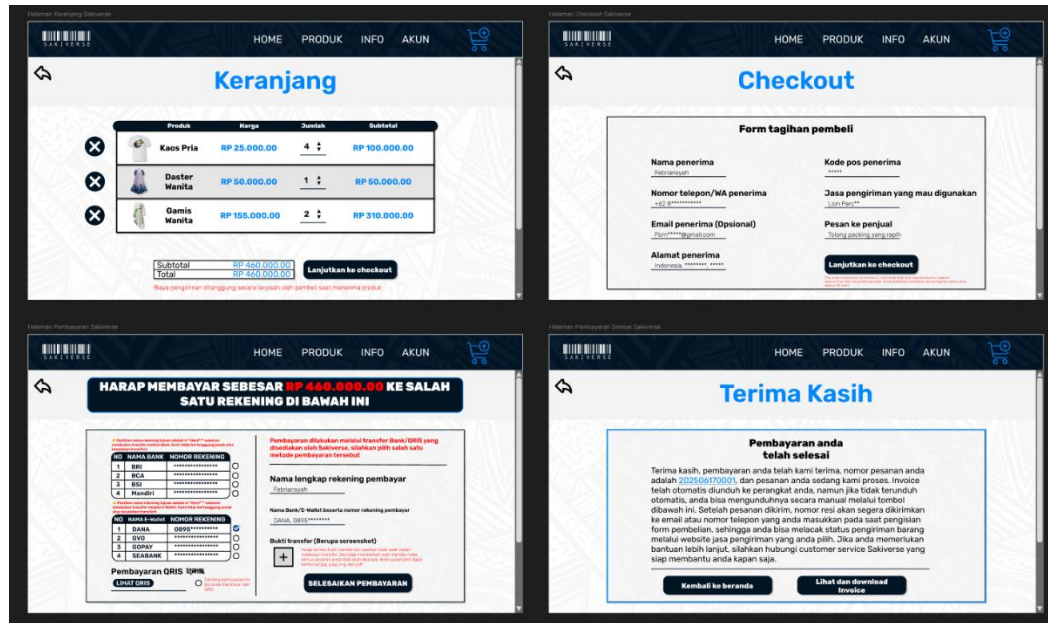 Halaman Keranjang Sakiverse
SAKIVERSE
HOME PRODUK INFO AKUN
Keranjang
Produk Harga Jumlah Subtotal
Kaos Pria RP 25.000.00 4 RP 100.000.00
Daster
Wanita
RP 50.000.00 1 RP 50.000.00
Gamis
Wanita
RP 155.000.00 2 RP 310.000.00
Subtotal RP 460.000.00
Total RP 460.000.00
Lanjutkan ke checkout
Biaya pengiriman ditanggung secara terpisah oleh pembeli saat menerima produk
Halaman Checkout Sakiverse
SAKIVERSE
HOME PRODUK INFO AKUN
Checkout
Form tagihan pembeli
Nama penerima
Febriansyah
Nomor telepon/WA penerima
+62 8***********
Email penerima (Opsional)
Alamat penerima
Indonesia, ********, *****
Kode pos penerima
*****
Jasa pengiriman yang mau digunakan
Lion Parc**
Pesan ke penjual
Tolong packing yang rapih
Lanjutkan ke checkout
Halaman Pembayaran Sakiverse
SAKIVERSE
HOME PRODUK INFO AKUN
HARAP MEMBAYAR SEBESAR RP 460.000.00 KE SALAH
SATU REKENING DI BAWAH INI
NO NAMA BANK NOMOR REKENING
1 BRI ****************
2 BCA ****************
3 BSI ****************
4 Mandiri ****************
NO NAMA E-Wallet NOMOR REKENING
1 DANA 0895*********
2 OVO ************
3 GOPAY ************
4 SEABANK ************
Pembayaran QRIS
LIHAT QRIS
Pembayaran dilakukan melalui transfer Bank/QRIS yang
disediakan oleh Sakiverse, silahkan pilih salah satu
metode pembayaran tersebut
Nama lengkap rekening pembayar
Febriansyah
Nama Bank/E-Wallet beserta nomor rekening pembayar
DANA, 0895********
Bukti transfer (Berupa screenshot)
+
SELESAIKAN PEMBAYARAN
Halaman Pembayaran Selesai Sakiverse
SAKIVERSE
HOME PRODUK INFO AKUN
Terima Kasih
Pembayaran anda
telah selesai
Terima kasih, pembayaran anda telah kami terima, nomor pesanan anda
adalah 202506170001, dan pesanan anda sedang kami proses. Invoice
telah otomatis diunduh ke perangkat anda, namun jika tidak terunduh
otomatis, anda bisa mengunduhnya secara manual melalui tombol
dibawah ini. Setelah pesanan dikirim, nomor resi akan segera dikirimkan
ke email atau nomor telepon yang anda masukkan pada saat pengisian
form pembelian, sehingga anda bisa melacak status pengiriman barang
melalui website jasa pengiriman yang anda pilih. Jika anda memerlukan
bantuan lebih lanjut, silahkan hubungi customer service Sakiverse yang
siap membantu anda kapan saja.
Kembali ke beranda
Lihat dan download
Invoice